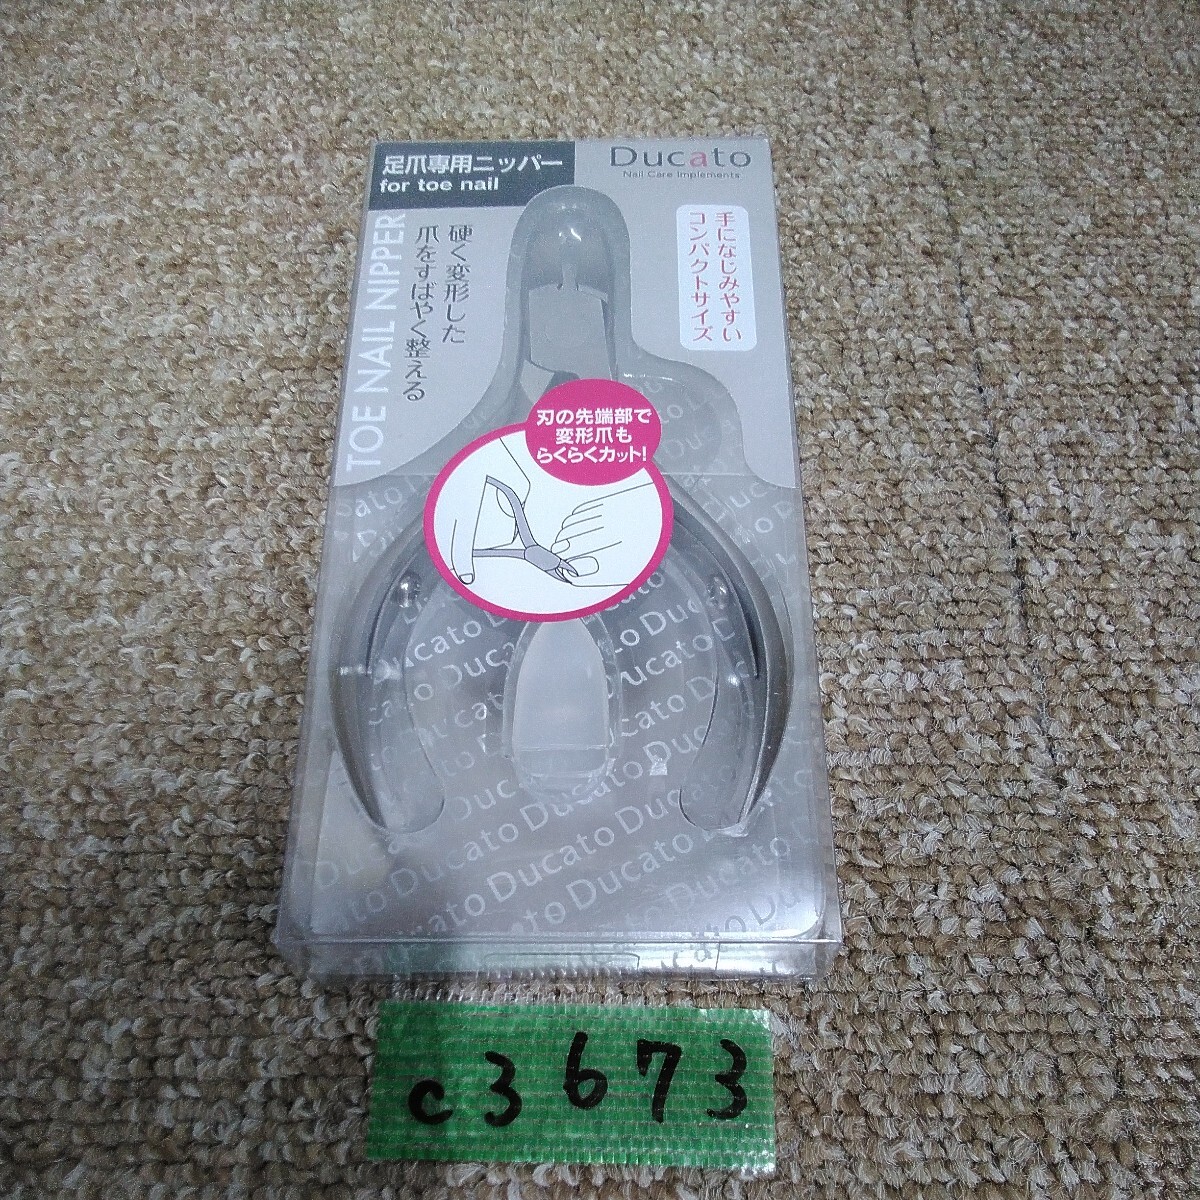 足爪専用ニッパー
for toe nail
Ducato
Nail Care Implements
TOE NAIL NIPPER
硬く変形した
爪をすばやく整える
手になじみやすい
コンパクトサイズ
刃の先端部で
変形爪も
らくらくカット!
Ducato Ducato Ducato
c3673